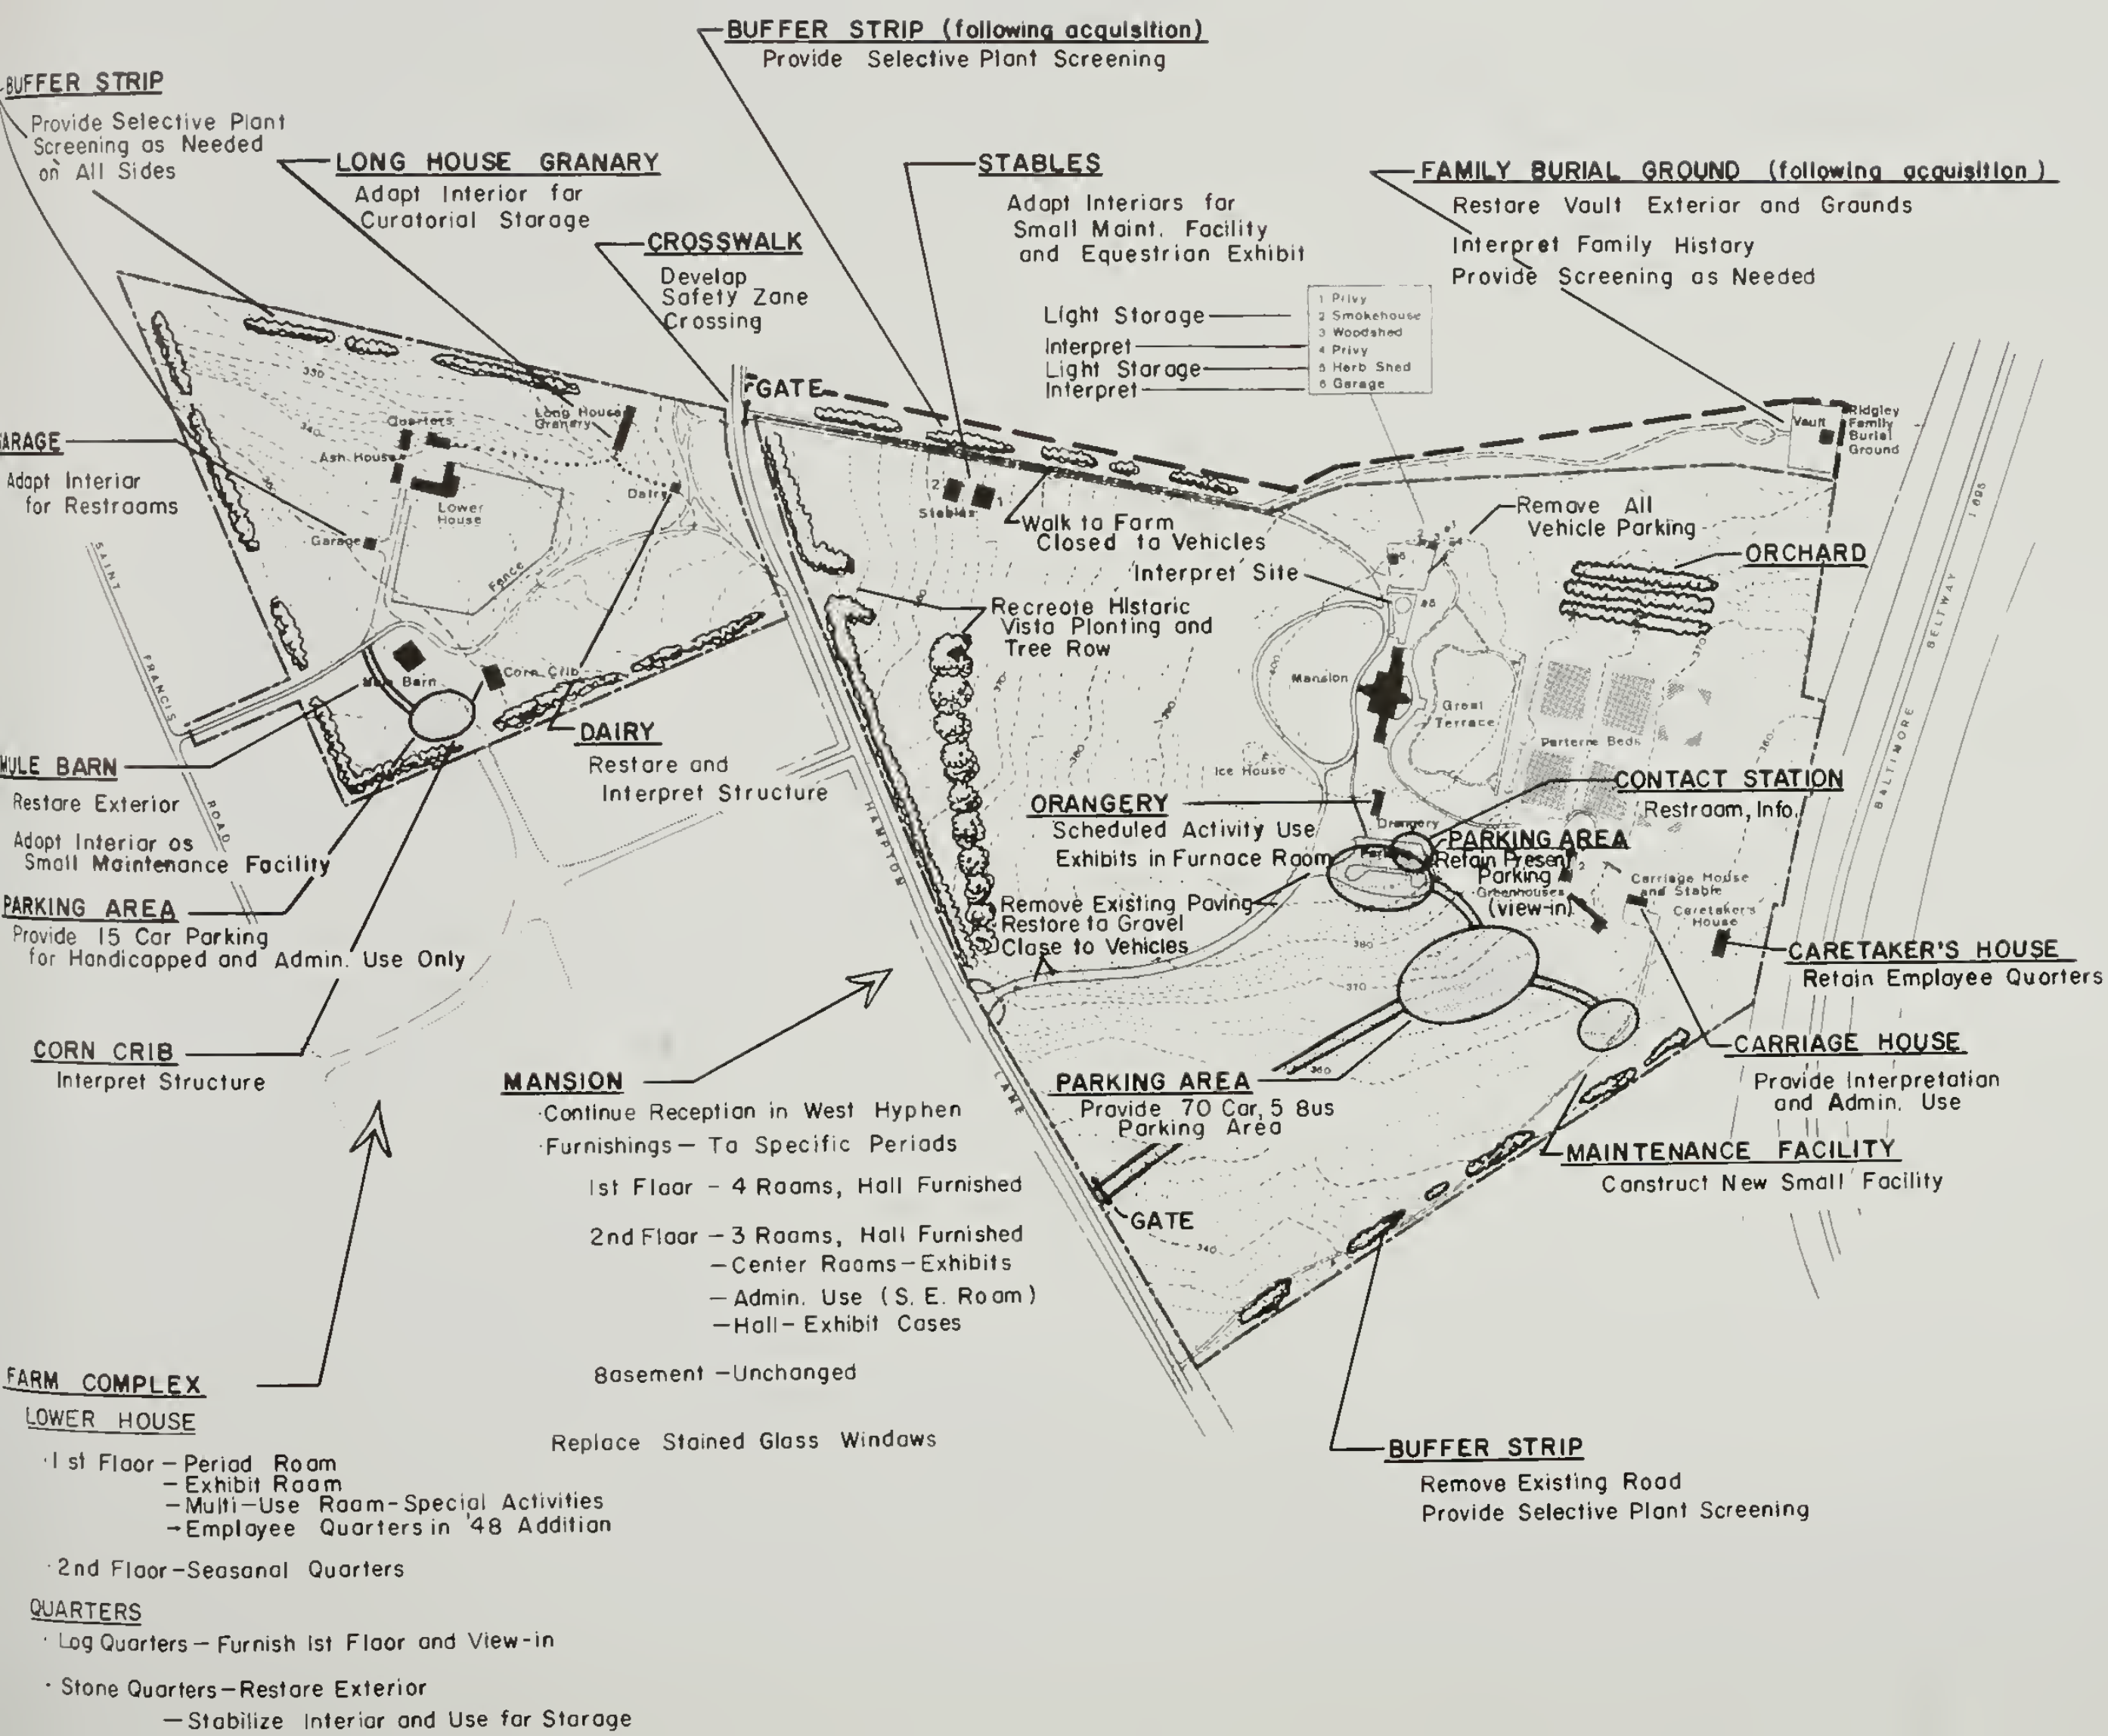 BUFFER STRIP (following acquisition)
Provide Selective Plant Screening
BUFFER STRIP
Provide Selective Plant
Screening as Needed
on All Sides
LONG HOUSE GRANARY
Adapt Interior for
Curatorial Storage
CROSSWALK
Develop
Safety Zone
Crossing
STABLES
Adapt Interiors for
Small Maint. Facility
and Equestrian Exhibit
FAMILY BURIAL GROUND (following acquisition)
Restore Vault Exterior and Grounds
Interpret Family History
Provide Screening as Needed
Light Storage
Interpret
Light Storage
Interpret
1 Privy
2 Smokehouse
3 Woodshed
4 Privy
5 Herb Shed
6 Garage
GATE
350
340
Quarters
Long House
Granary
Ash House
Lower
House
Dairy
Garage
Fence
ARAGE
Adapt Interior
for Restrooms
2
1
Stables
Vault
Ridgley
Family
Burial
Ground
Walk to Farm
Closed to Vehicles
Interpret Site
Remove All
Vehicle Parking
ORCHARD
Recreate Historic
Vista Planting and
Tree Row
SAINT
FRANCIS
ROAD
Barn
Corn Crib
Mansion
400
Great
Terrace
Parterre Beds
370
380
380
380
Ice House
BALTIMORE BELTWAY I 695
HAMPTON
LANE
MULE BARN
Restore Exterior
Adapt Interior as
Small Maintenance Facility
DAIRY
Restore and
Interpret Structure
PARKING AREA
Provide 15 Car Parking
for Handicapped and Admin. Use Only
ORANGERY
Scheduled Activity Use
Exhibits in Furnace Room
Orangery
CONTACT STATION
Restroom, Info.
PARKING AREA
Retain Present
Parking
Greenhouses
(view-in)
2
Carriage House
and Stable
Caretaker's
House
Remove Existing Paving
Restore to Gravel
Close to Vehicles
CARETAKER'S HOUSE
Retain Employee Quarters
370
360
340
CORN CRIB
Interpret Structure
CARRIAGE HOUSE
Provide Interpretation
and Admin. Use
MANSION
·Continue Reception in West Hyphen
·Furnishings – To Specific Periods
1st Floor – 4 Rooms, Hall Furnished
2nd Floor – 3 Rooms, Hall Furnished
– Center Rooms – Exhibits
– Admin. Use (S. E. Room)
– Hall – Exhibit Cases
Basement – Unchanged
Replace Stained Glass Windows
PARKING AREA
Provide 70 Car, 5 Bus
Parking Area
GATE
MAINTENANCE FACILITY
Construct New Small Facility
BUFFER STRIP
Remove Existing Road
Provide Selective Plant Screening
FARM COMPLEX
LOWER HOUSE
·1st Floor – Period Room
– Exhibit Room
– Multi-Use Room – Special Activities
– Employee Quarters in '48 Addition
·2nd Floor – Seasonal Quarters
QUARTERS
· Log Quarters – Furnish 1st Floor and View-in
· Stone Quarters – Restore Exterior
– Stabilize Interior and Use for Storage